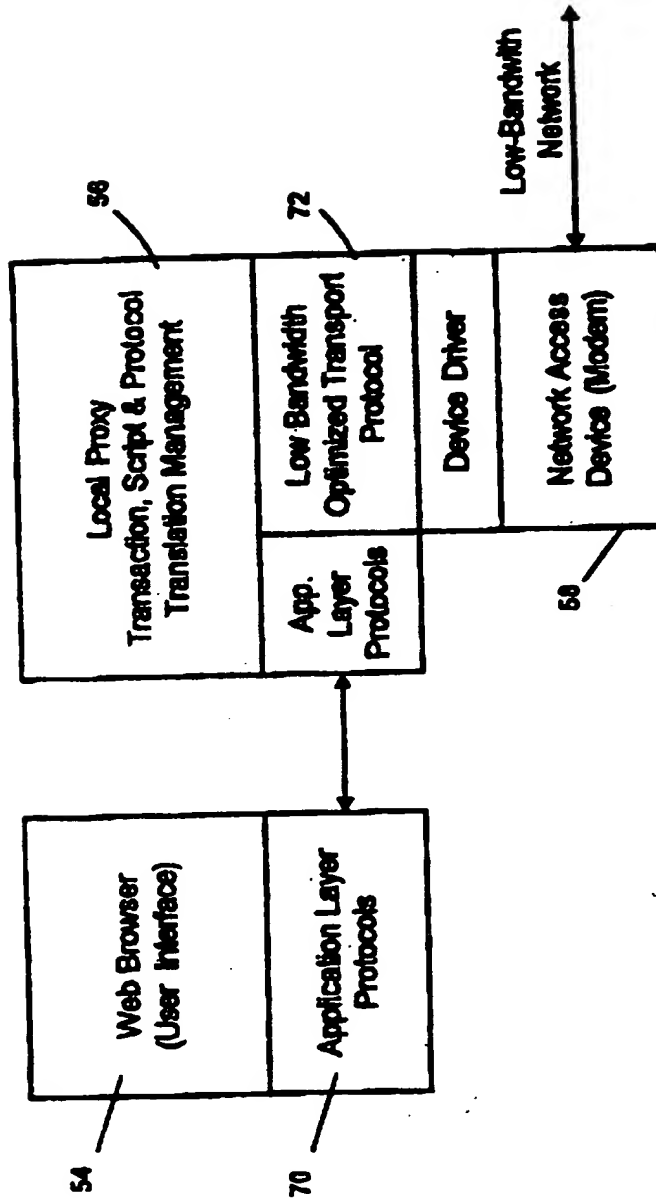 54
Web Browser
(User Interface)
70
Application Layer
Protocols
56
Local Proxy
Transaction, Script & Protocol
Translation Management
72
App.
Layer
Protocols
Low Bandwidth
Optimized Transport
Protocol
Device Driver
Network Access
Device (Modem)
58
Low-Bandwith
Network